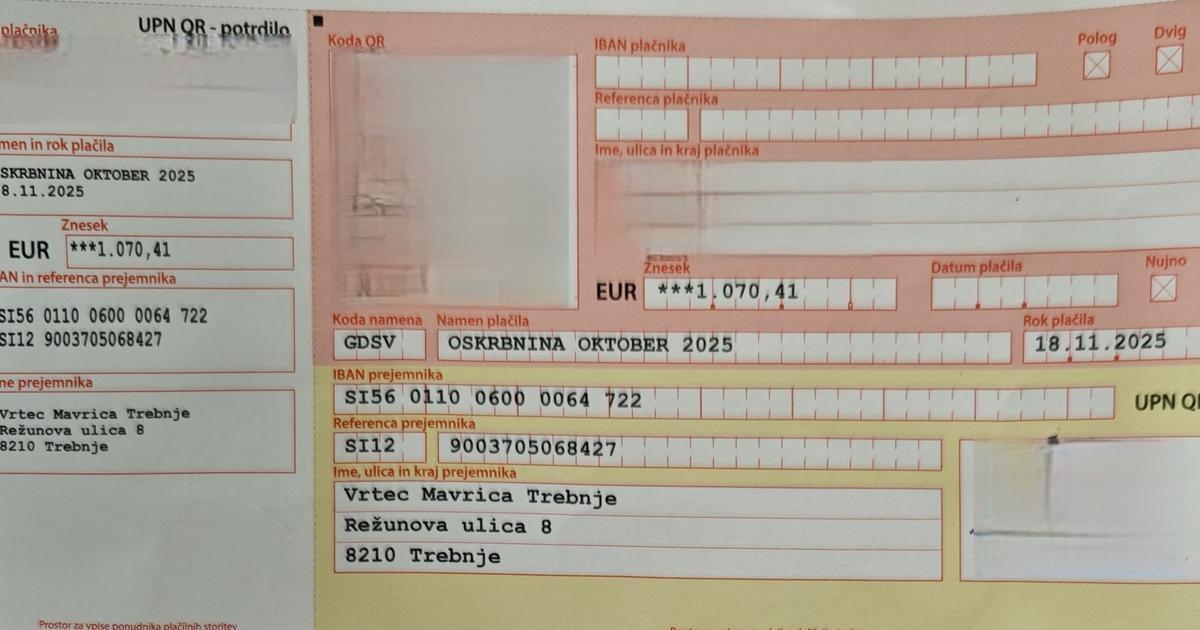 plačnika
UPN QR - potrdilo
men in rok plačila
SKRBNINA OKTOBER 2025
8.11.2025
Znesek
EUR ***1.070,41
AN in referenca prejemnika
SI56 0110 0600 0064 722
SI12 9003705068427
me prejemnika
Vrtec Mavrica Trebnje
Režunova ulica 8
8210 Trebnje
Prostor za vpise ponudnika plačilnih storitev
Koda QR
IBAN plačnika
Polog
Dvig
Referenca plačnika
Ime, ulica in kraj plačnika
Znesek
Datum plačila
Nujno
EUR ***1.070,41
Koda namena
Namen plačila
Rok plačila
GDSV
OSKRBNINA OKTOBER 2025
18.11.2025
IBAN prejemnika
SI56 0110 0600 0064 722
UPN QR
Referenca prejemnika
SI12 9003705068427
Ime, ulica in kraj prejemnika
Vrtec Mavrica Trebnje
Režunova ulica 8
8210 Trebnje